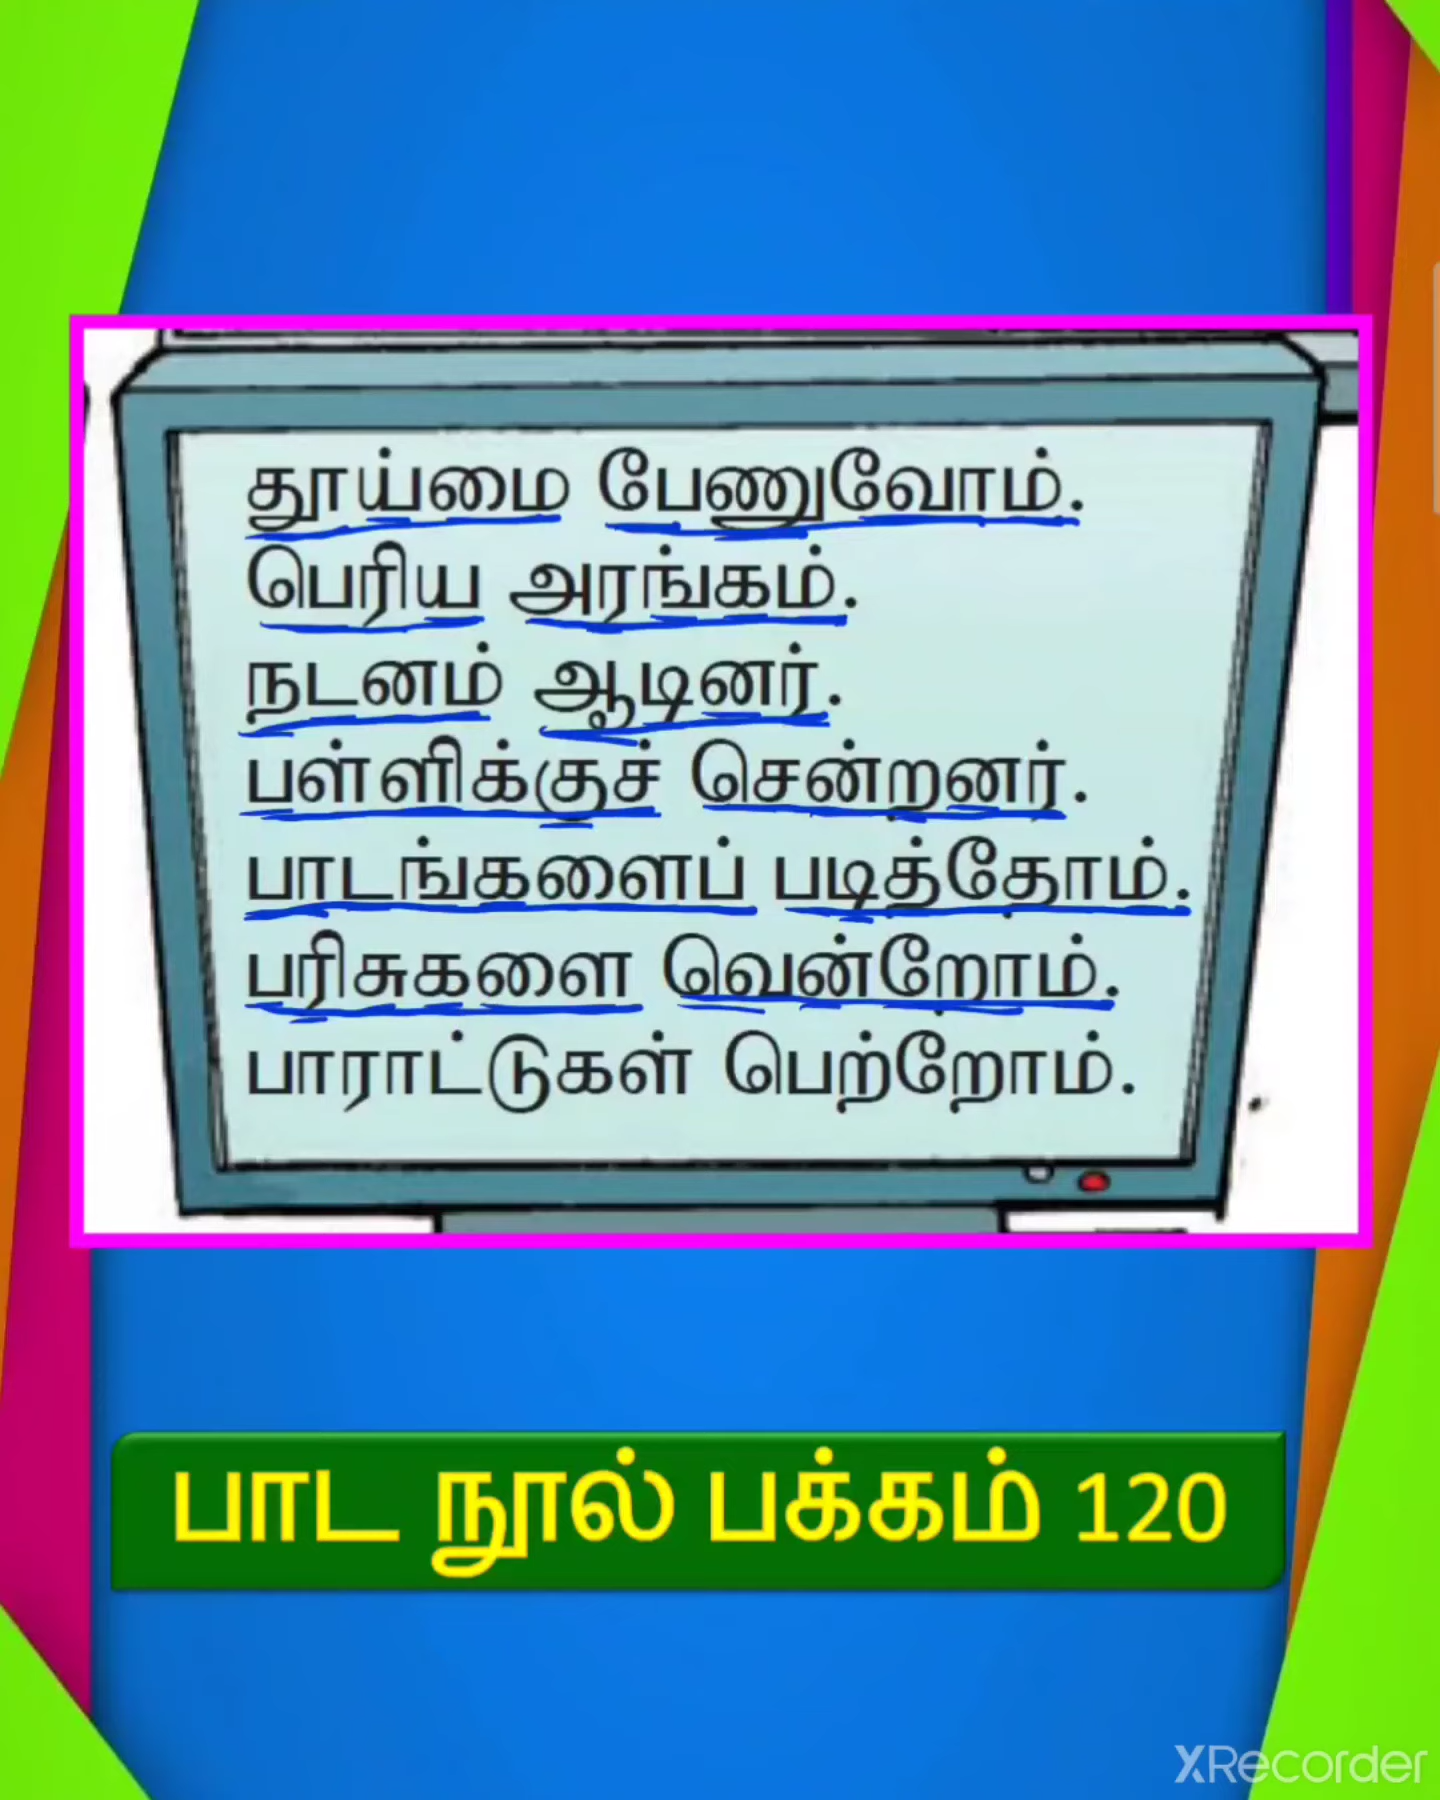 தூய்மை பேணுவோம்.
பெரிய அரங்கம்.
நடனம் ஆடினர்.
பள்ளிக்குச் சென்றனர்.
பாடங்களைப் படித்தோம்.
பரிசுகளை வென்றோம்.
பாராட்டுகள் பெற்றோம்.
பாட நூல் பக்கம் 120
XRecorder